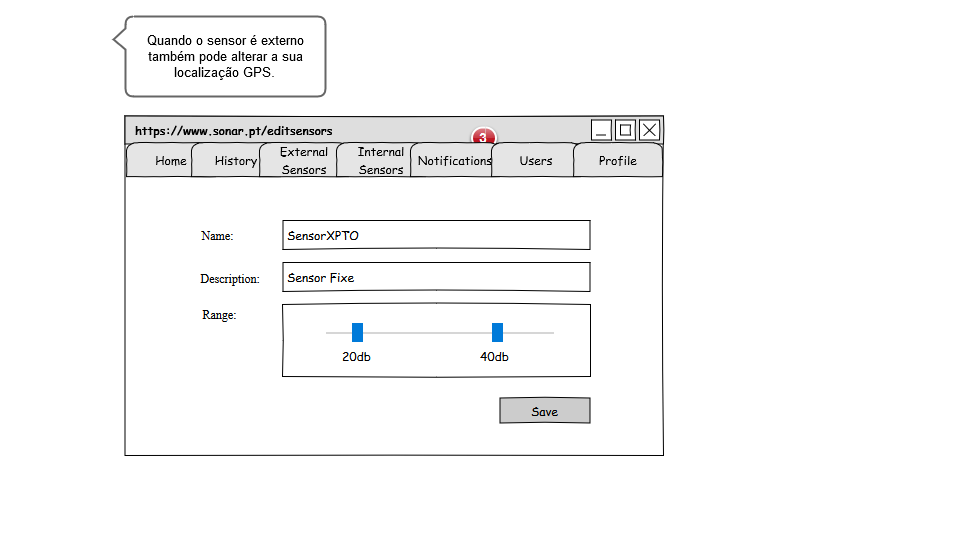 Quando o sensor é externo
também pode alterar a sua
localização GPS.
https://www.sonar.pt/editsensors
3
Home
History
External
Sensors
Internal
Sensors
Notifications
Users
Profile
Name:
SensorXPTO
Description:
Sensor Fixe
Range:
20db
40db
Save